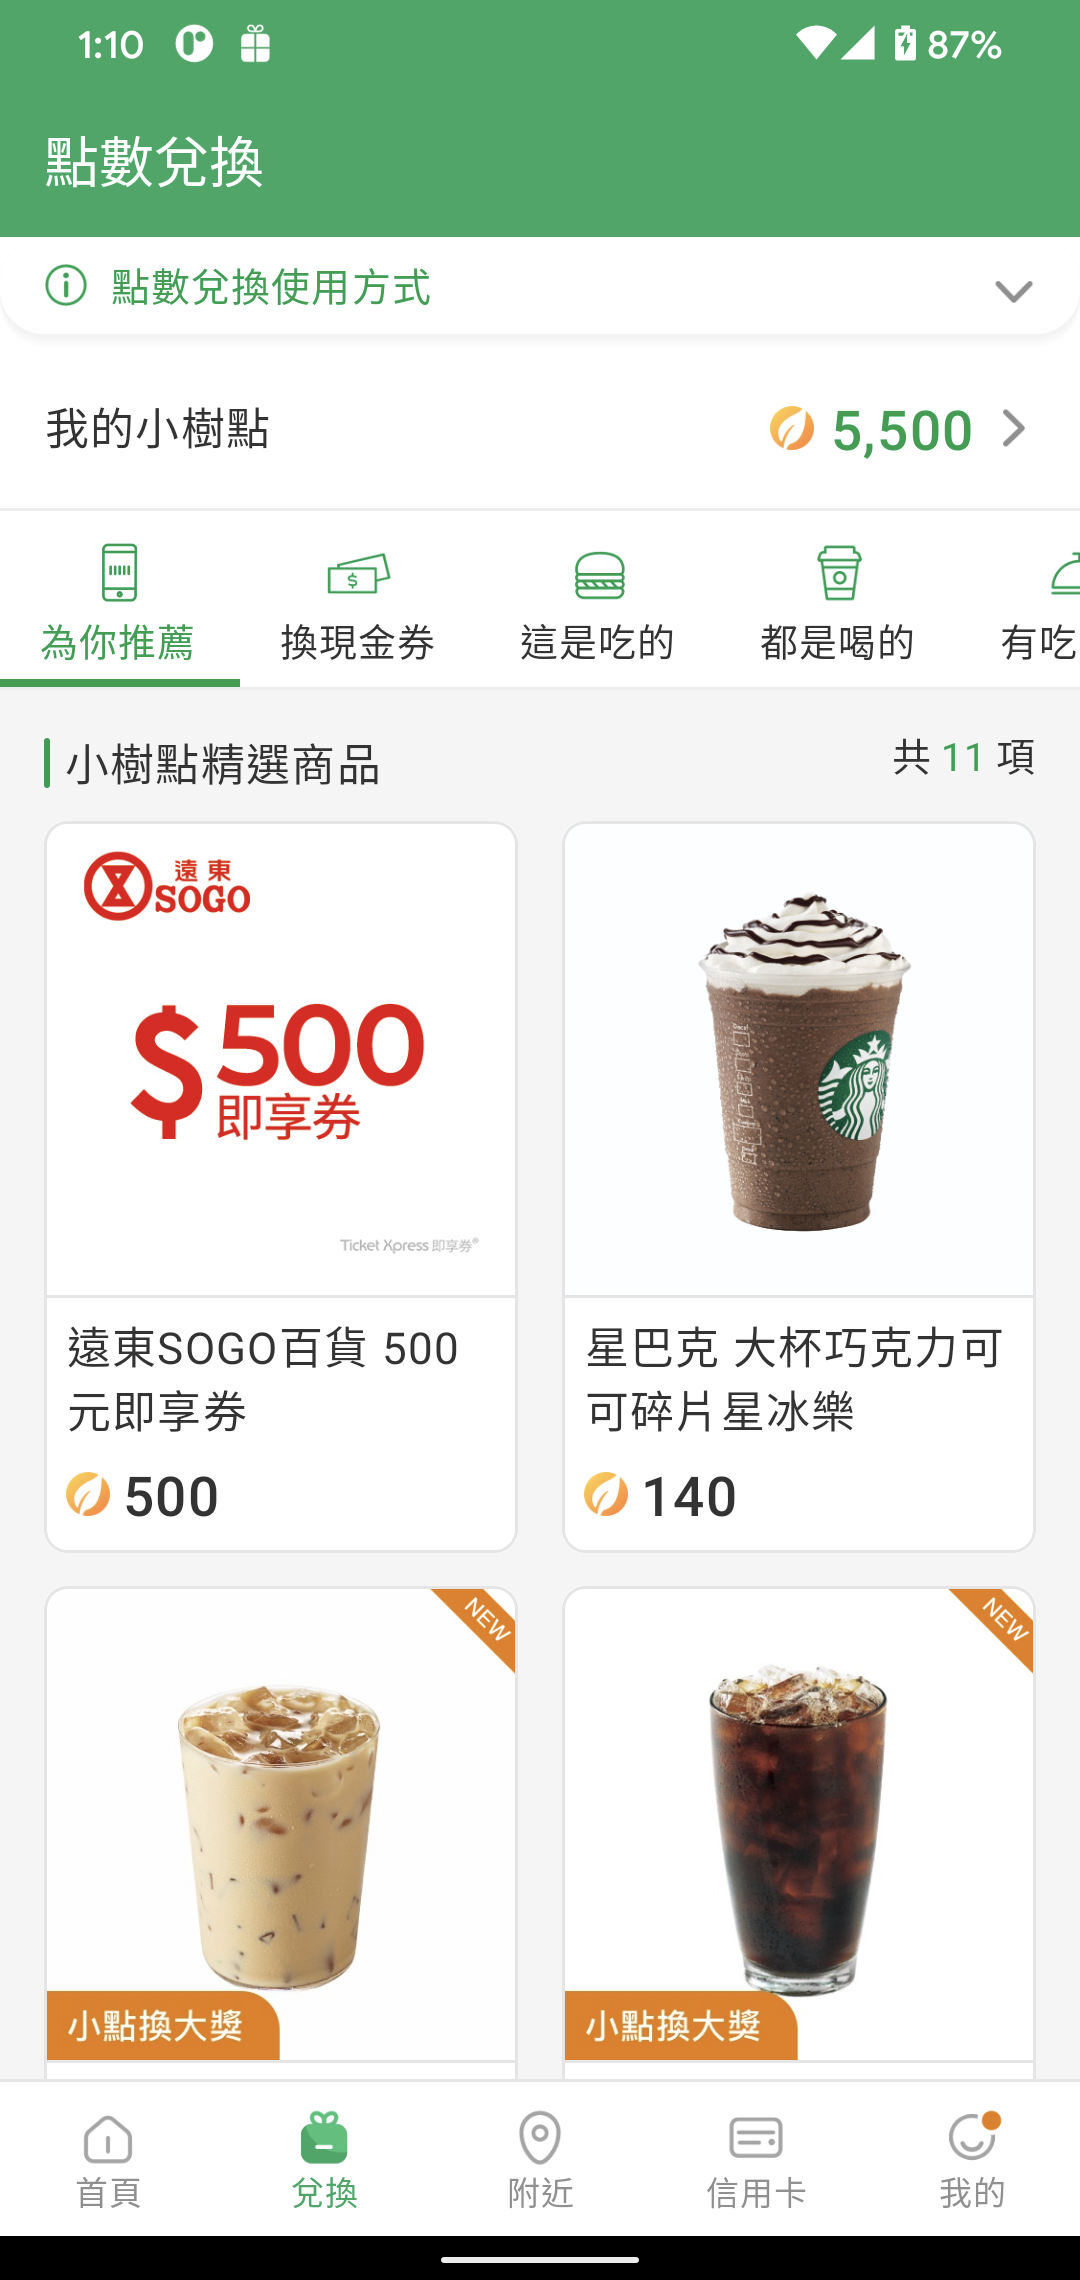 1:10
87%
點數兌換
點數兌換使用方式
我的小樹點
5,500
為你推薦
換現金券
這是吃的
都是喝的
有吃
小樹點精選商品
共 11 項
遠東
SOGO
$500
即享券
Ticket Xpress 即享券®
遠東SOGO百貨 500
元即享券
500
星巴克 大杯巧克力可
可碎片星冰樂
140
NEW
小點換大獎
NEW
小點換大獎
首頁
兌換
附近
信用卡
我的